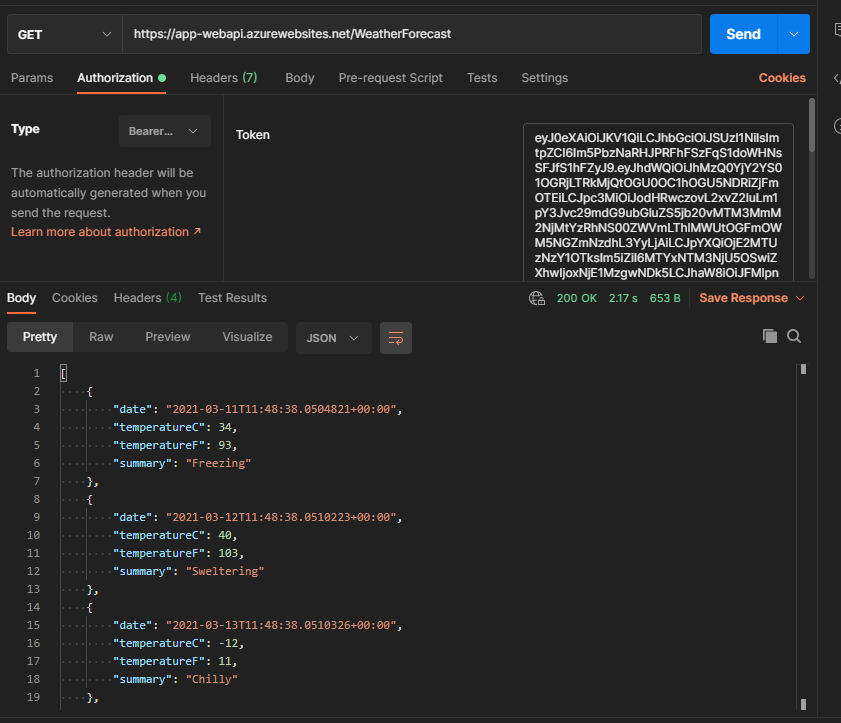 GET https://app-webapi.azurewebsites.net/WeatherForecast Send
Params Authorization Headers (7) Body Pre-request Script Tests Settings Cookies
Type Bearer... Token
The authorization header will be
automatically generated when you
send the request.
Learn more about authorization ↗
Body Cookies Headers (4) Test Results 200 OK 2.17 s 653 B Save Response
Pretty Raw Preview Visualize JSON
1 [
2 {
3 "date": "2021-03-11T11:48:38.0504821+00:00",
4 "temperatureC": 34,
5 "temperatureF": 93,
6 "summary": "Freezing"
7 },
8 {
9 "date": "2021-03-12T11:48:38.0510223+00:00",
10 "temperatureC": 40,
11 "temperatureF": 103,
12 "summary": "Sweltering"
13 },
14 {
15 "date": "2021-03-13T11:48:38.0510326+00:00",
16 "temperatureC": -12,
17 "temperatureF": 11,
18 "summary": "Chilly"
19 },